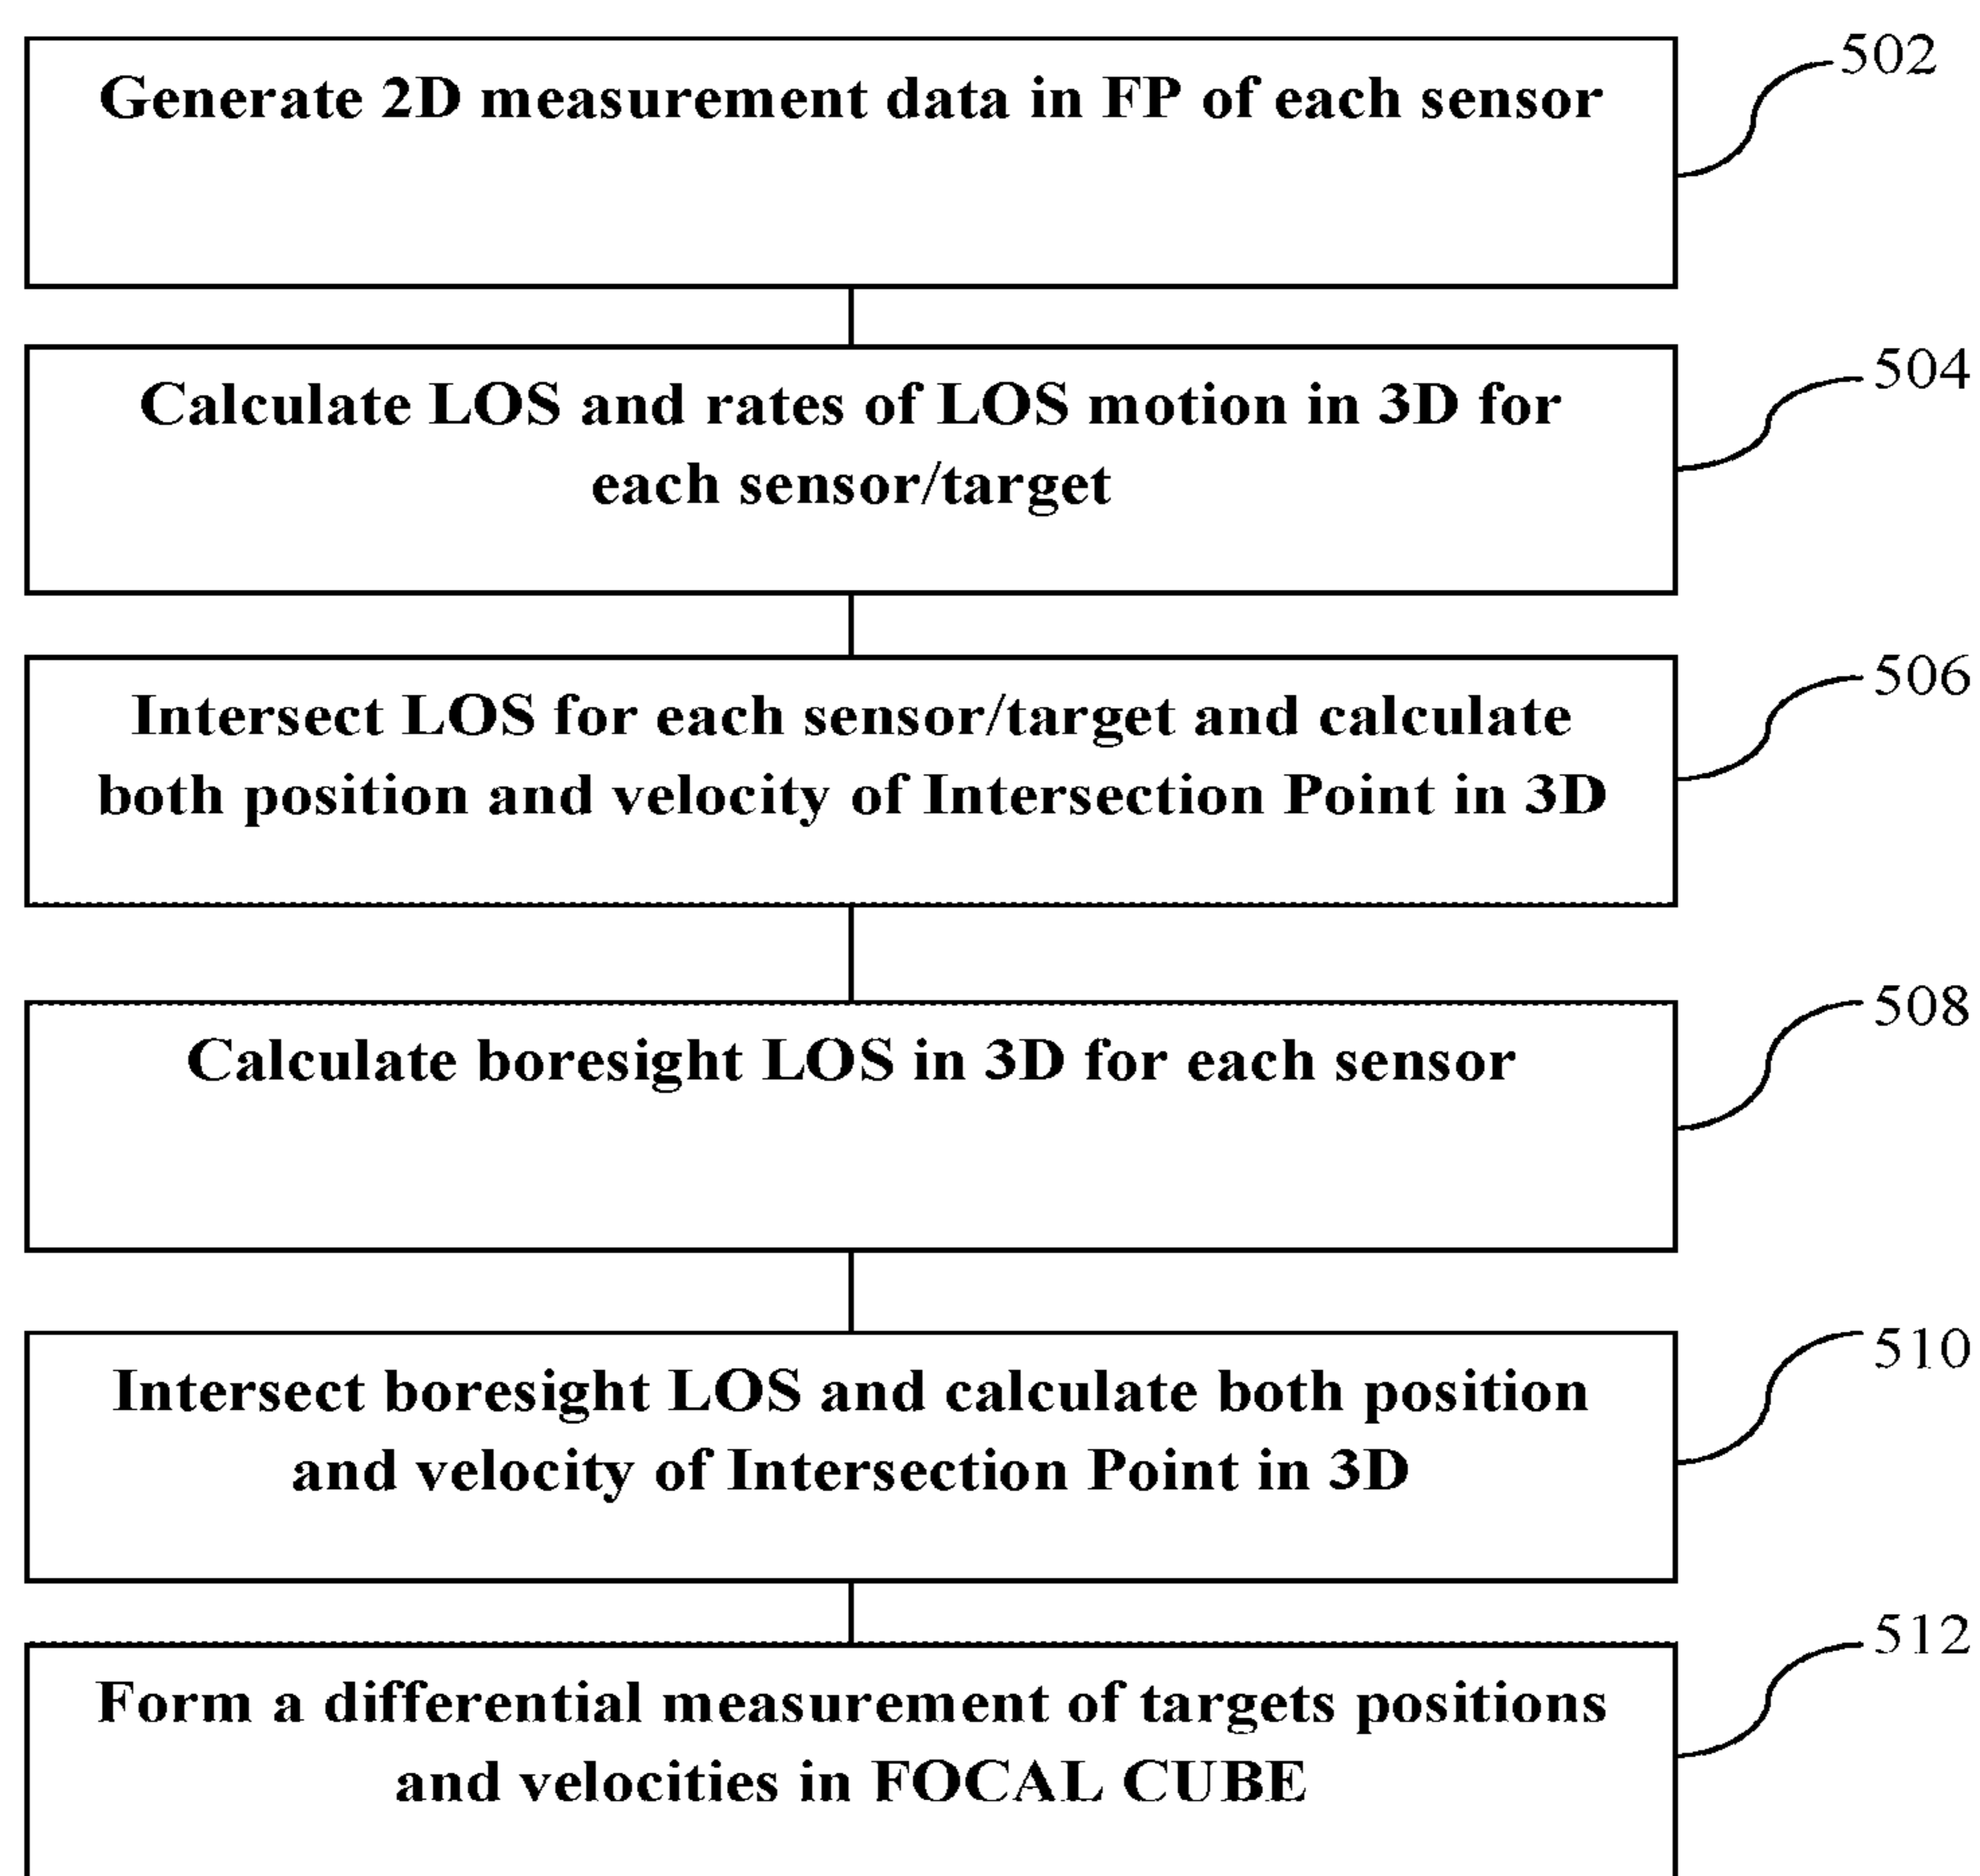 Generate 2D measurement data in FP of each sensor
502
Calculate LOS and rates of LOS motion in 3D for
each sensor/target
504
Intersect LOS for each sensor/target and calculate
both position and velocity of Intersection Point in 3D
506
Calculate boresight LOS in 3D for each sensor
508
Intersect boresight LOS and calculate both position
and velocity of Intersection Point in 3D
510
Form a differential measurement of targets positions
and velocities in FOCAL CUBE
512